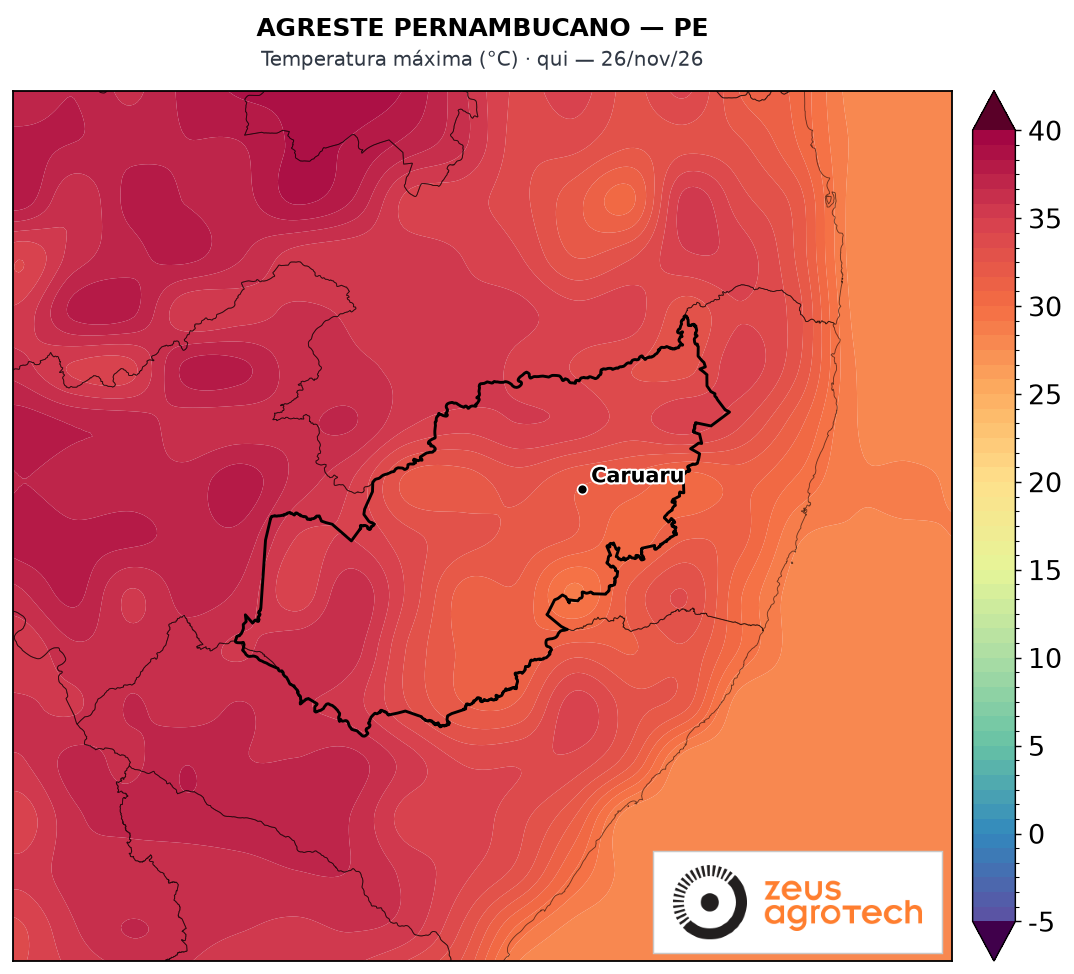 AGRESTE PERNAMBUCANO — PE
Temperatura máxima (°C) · qui — 26/nov/26
40
35
30
25
20
15
10
5
0
-5
Caruaru
zeus
agrotech